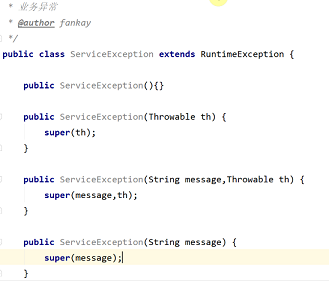 * 业务异常
* @author fankay
*/
public class ServiceException extends RuntimeException {
public ServiceException(){}
public ServiceException(Throwable th) {
super(th);
}
public ServiceException(String message,Throwable th) {
super(message,th);
}
public ServiceException(String message) {
super(message);
}